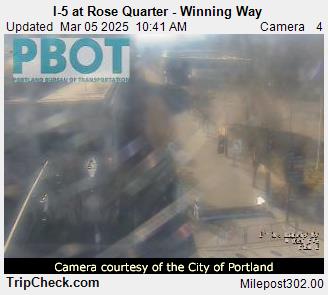 I-5 at Rose Quarter - Winning Way
Updated Mar 05 2025 10:41 AM Camera 4
PBOT
PORTLAND BUREAU OF TRANSPORTATION
Camera courtesy of the City of Portland
TripCheck.com Milepost302.00